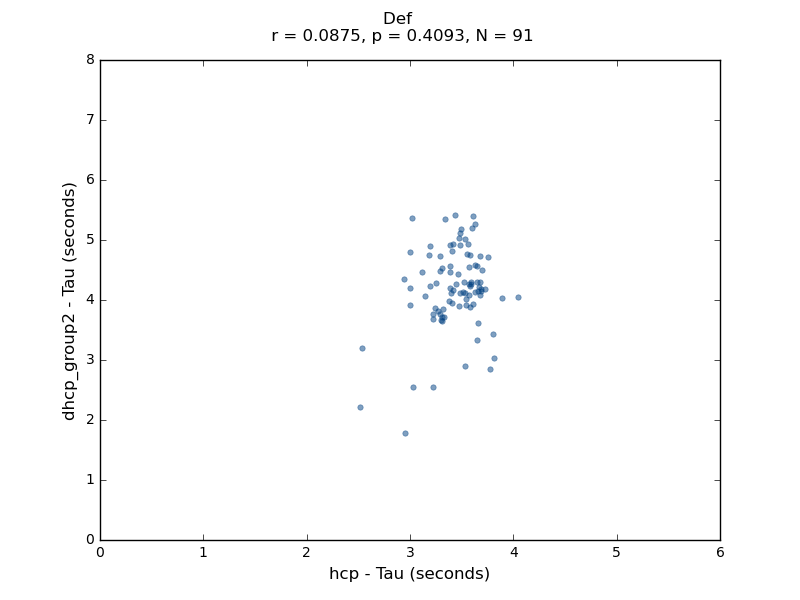 Def
r = 0.0875, p = 0.4093, N = 91
8
7
6
5
4
3
2
1
0
dhcp_group2 - Tau (seconds)
0 1 2 3 4 5 6
hcp - Tau (seconds)